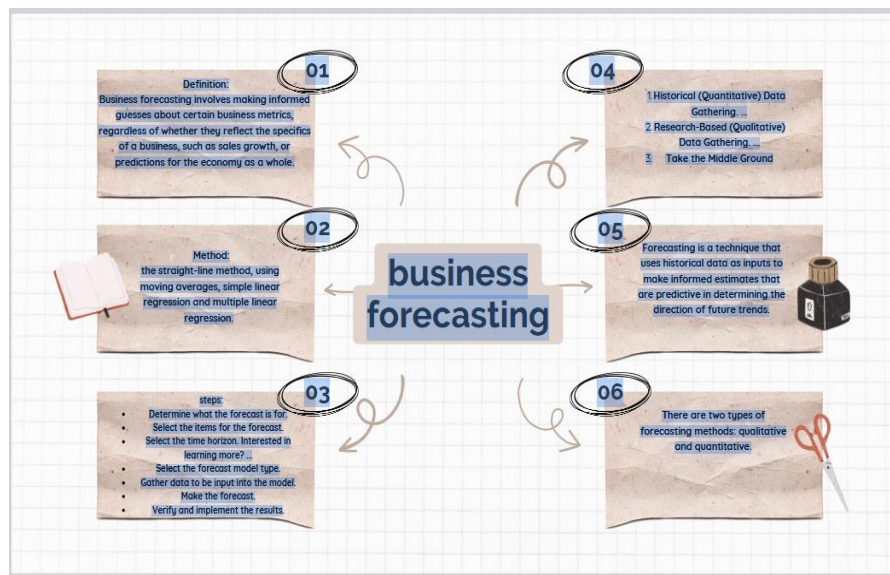 01
Definition:
Business forecasting involves making informed
guesses about certain business metrics,
regardless of whether they reflect the specifics
of a business, such as sales growth, or
predictions for the economy as a whole.
02
Method:
the straight-line method, using
moving averages, simple linear
regression and multiple linear
regression.
03
steps:
• Determine what the forecast is for.
• Select the items for the forecast.
• Select the time horizon. Interested in
learning more? ...
• Select the forecast model type.
• Gather data to be input into the model.
• Make the forecast.
• Verify and implement the results.
business
forecasting
04
1. Historical (Quantitative) Data
Gathering. ...
2. Research-Based (Qualitative)
Data Gathering. ...
3. Take the Middle Ground
05
Forecasting is a technique that
uses historical data as inputs to
make informed estimates that
are predictive in determining the
direction of future trends.
06
There are two types of
forecasting methods: qualitative
and quantitative.